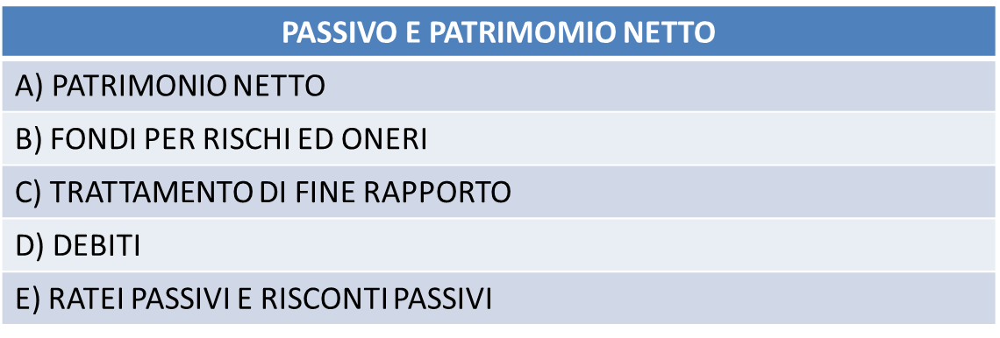 PASSIVO E PATRIMOMIO NETTO
A) PATRIMONIO NETTO
B) FONDI PER RISCHI ED ONERI
C) TRATTAMENTO DI FINE RAPPORTO
D) DEBITI
E) RATEI PASSIVI E RISCONTI PASSIVI